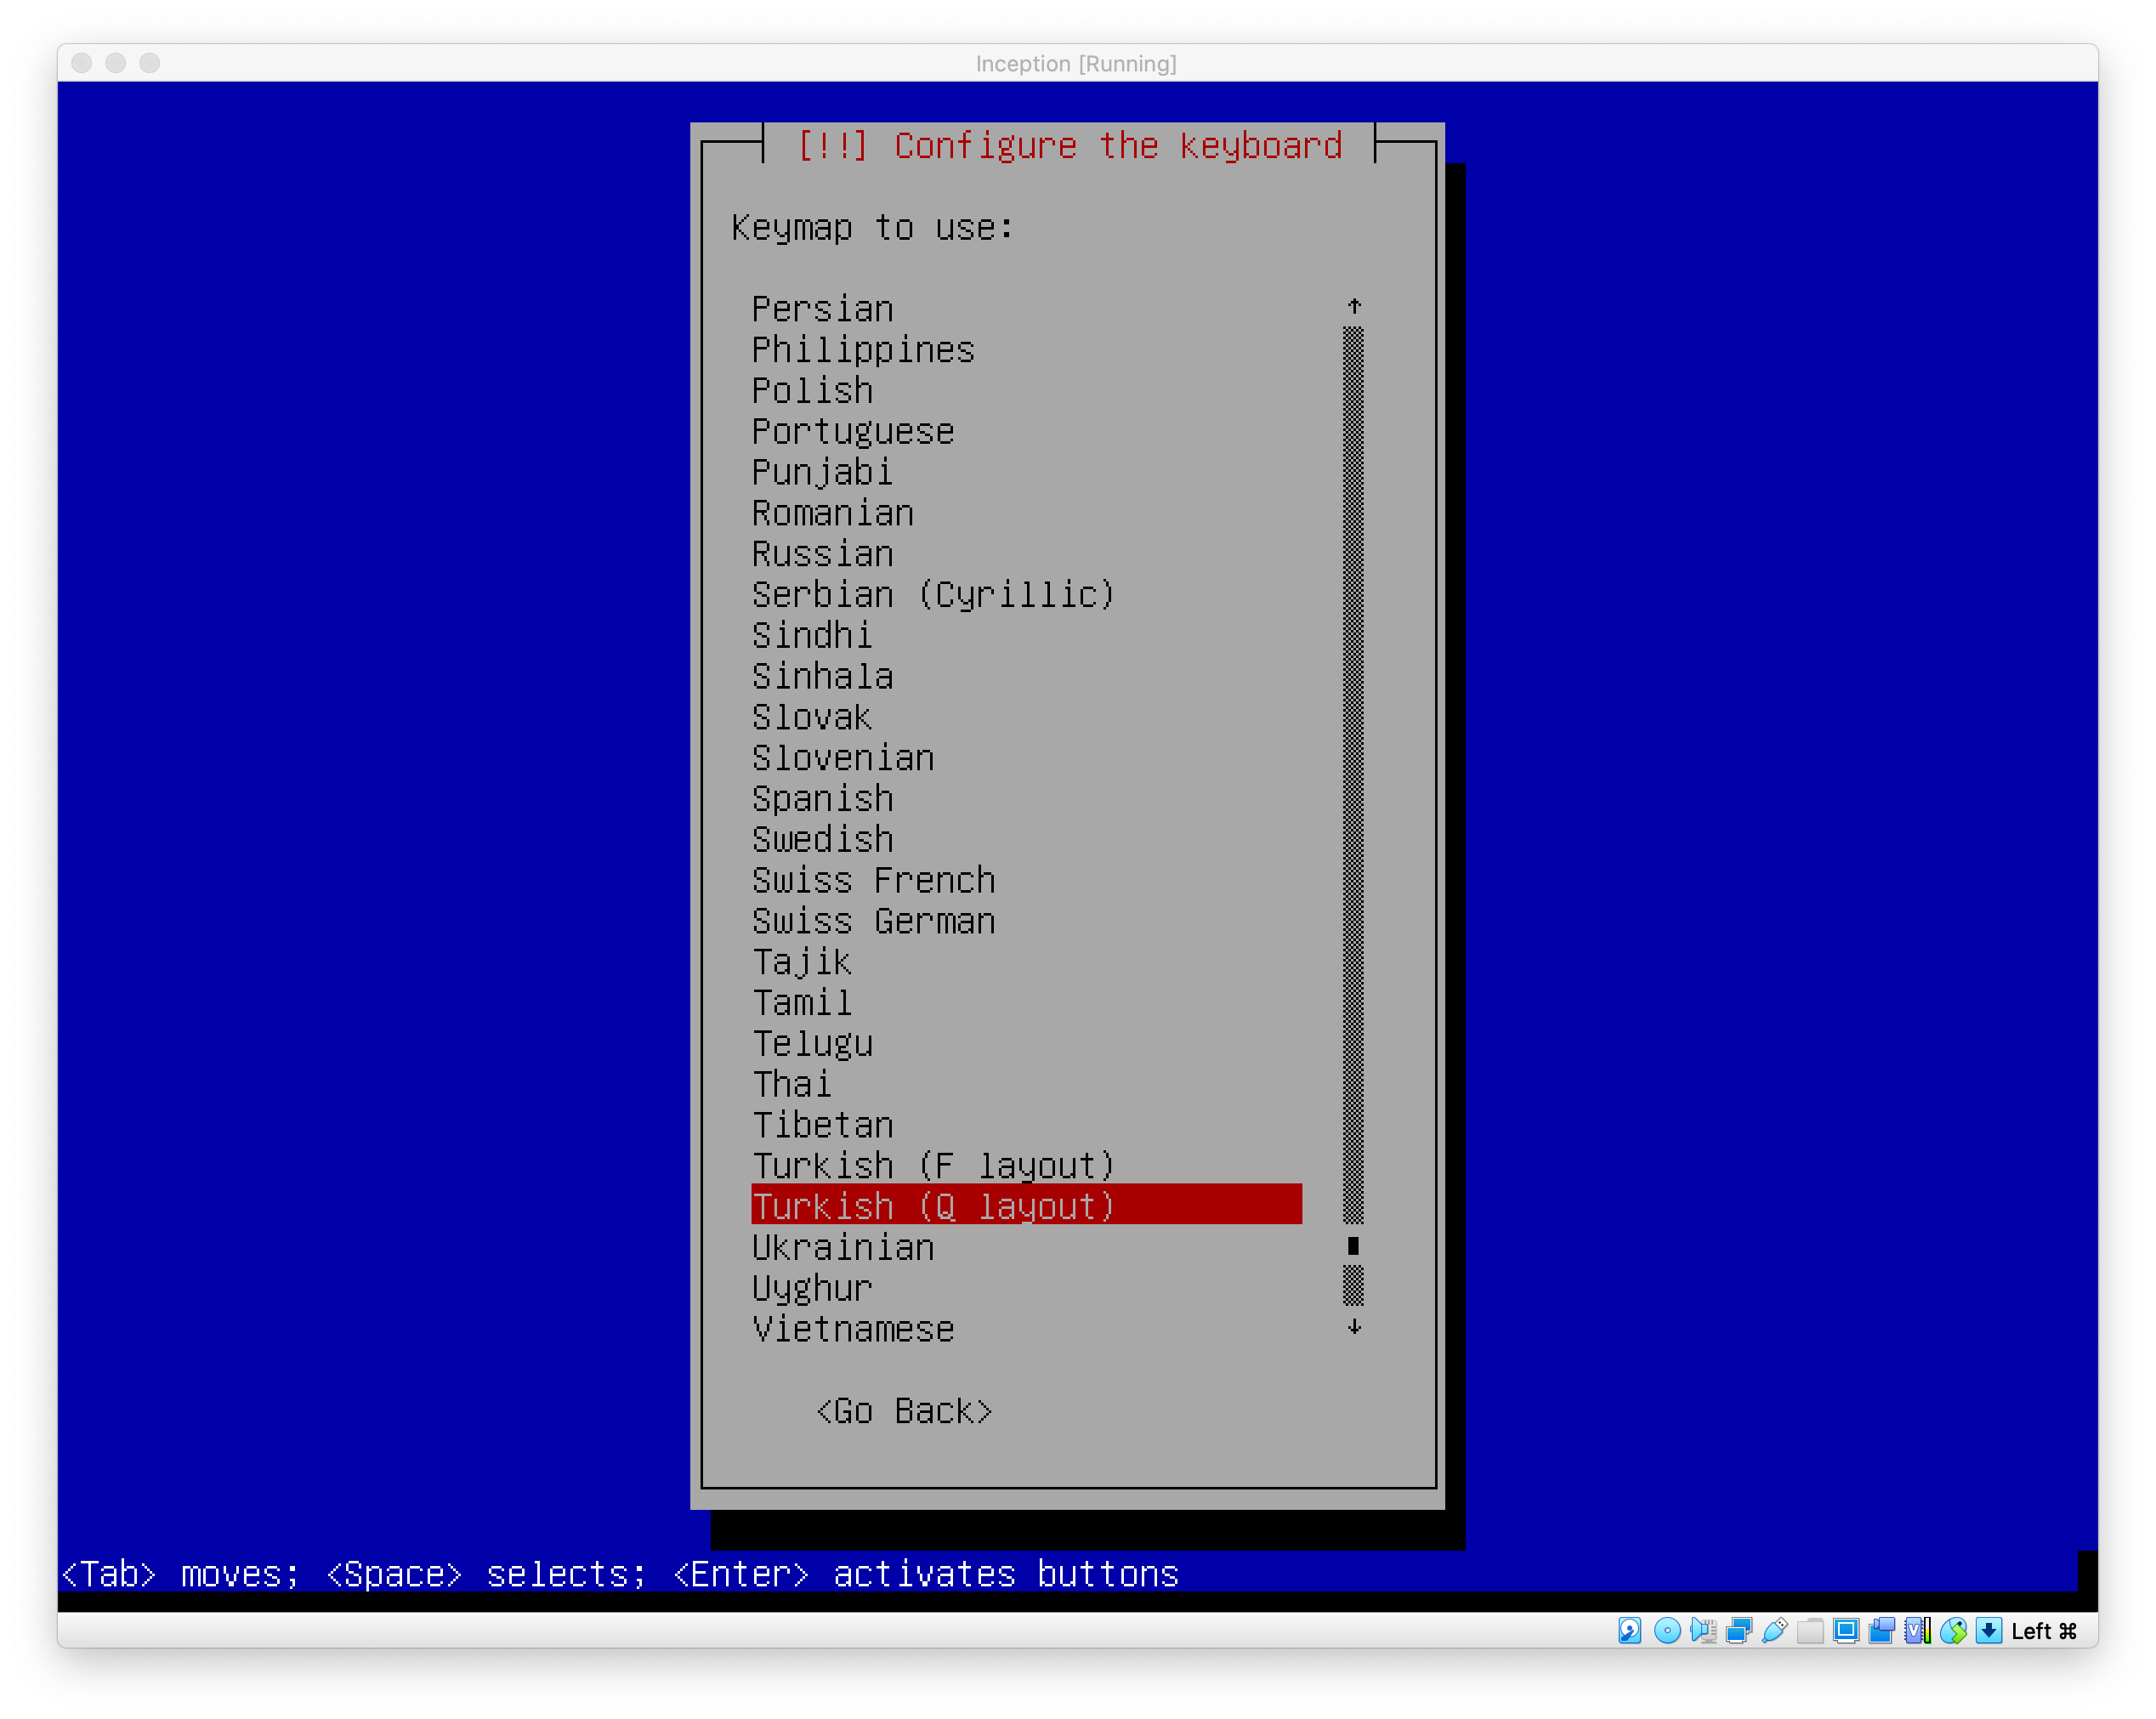 Inception [Running]
[!!] Configure the keyboard
Keymap to use:
Persian
Philippines
Polish
Portuguese
Punjabi
Romanian
Russian
Serbian (Cyrillic)
Sindhi
Sinhala
Slovak
Slovenian
Spanish
Swedish
Swiss French
Swiss German
Tajik
Tamil
Telugu
Thai
Tibetan
Turkish (F layout)
Turkish (Q layout)
Ukrainian
Uyghur
Vietnamese
<Go Back>
<Tab> moves; <Space> selects; <Enter> activates buttons
Left ⌘